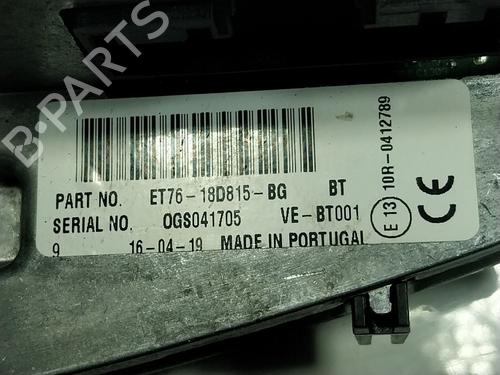 B-PARTS
PART NO. ET76-18D815-BG BT
SERIAL NO. OGS041705 VE-BT001
9 16-04-19 MADE IN PORTUGAL
E 13 10R-0412789
CE